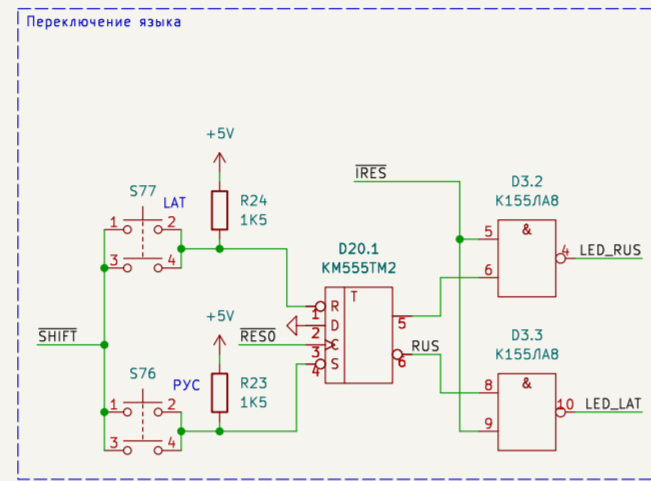 Переключение языка
+5V
IRES
S77
LAT
R24
1K5
D3.2
К155ЛА8
&
1
2
3
4
5
6
4
LED_RUS
D20.1
КМ555ТМ2
T
R
1
D
2
C
3
S
4
5
6
RUS
+5V
SHIFT
RES0
D3.3
К155ЛА8
&
8
9
10
LED_LAT
S76
РУС
R23
1K5
1
2
3
4